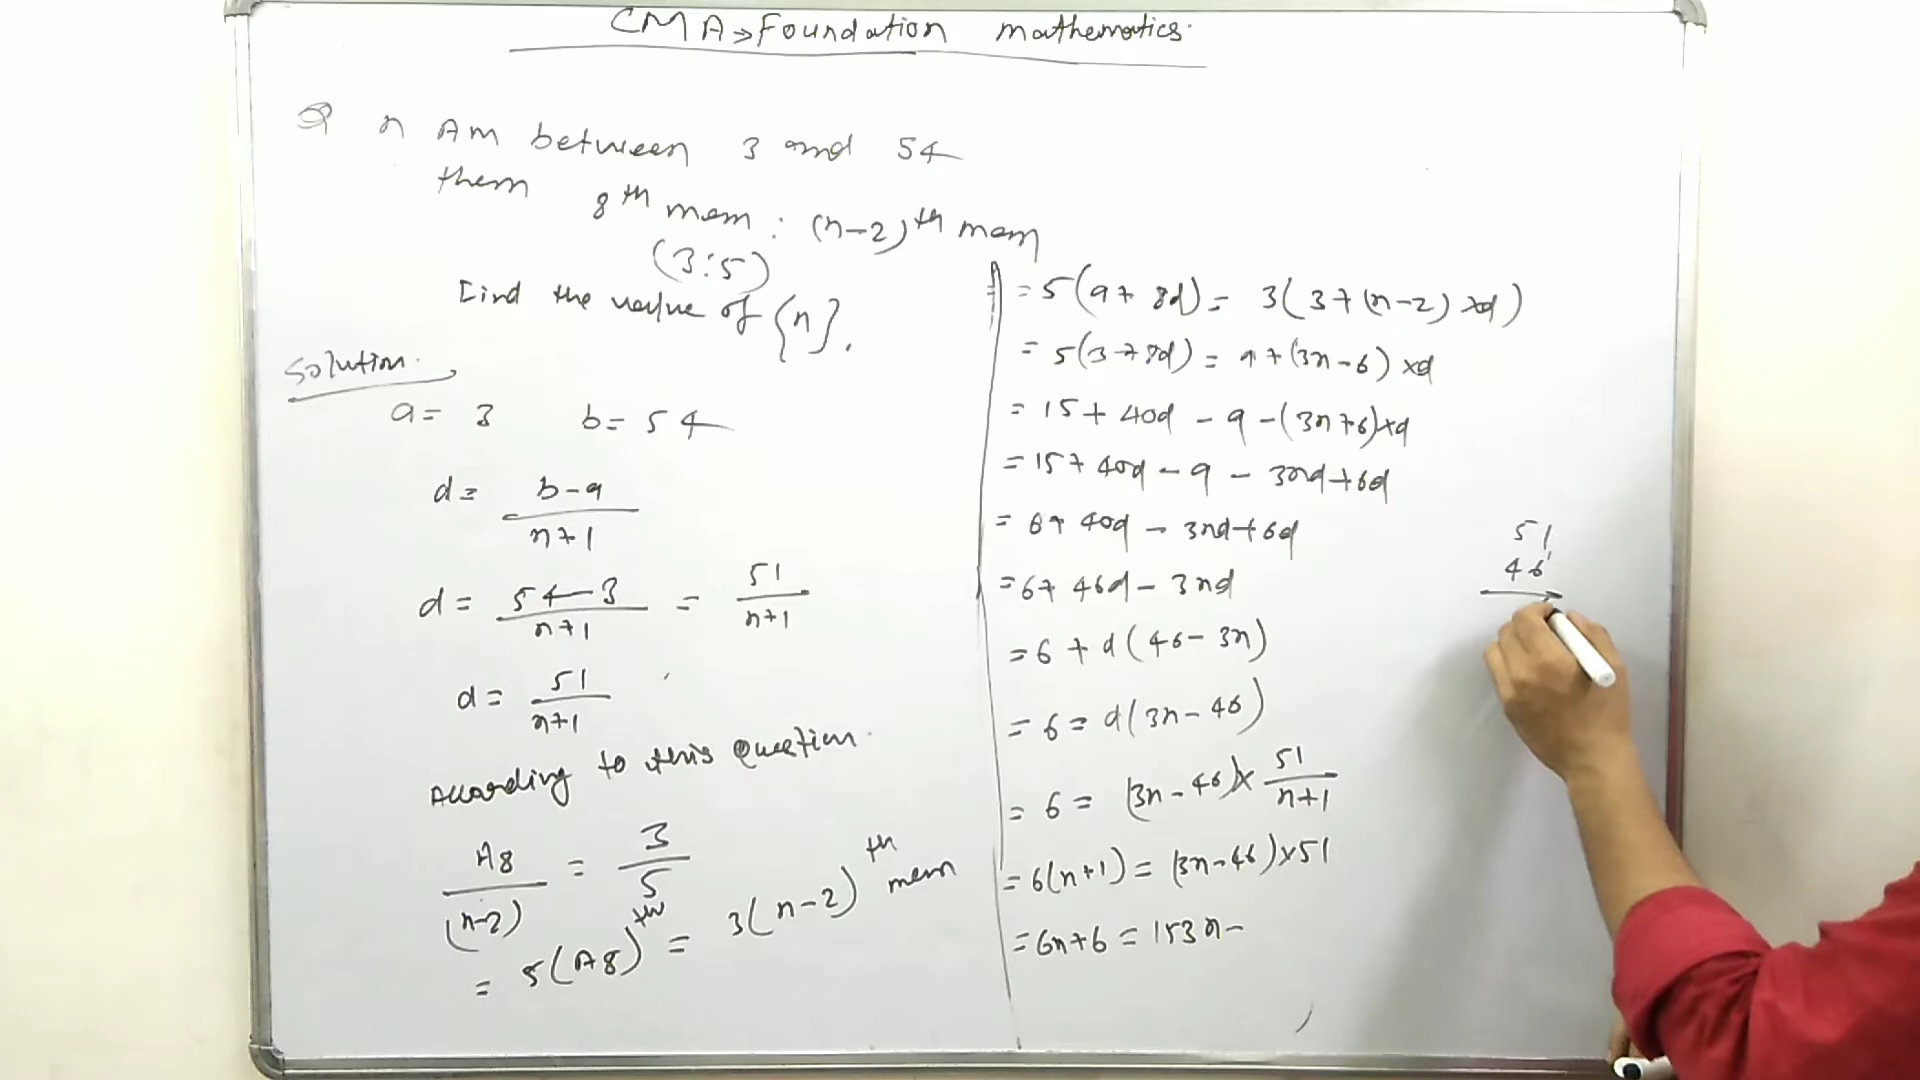 CMA→Foundation mathematics.
Q n AM between 3 and 54
them 8th mem : (n-2)th mem
(3:5)
Find the value of {n}.
Solution.
a= 3 b= 54
d= b-a / n+1
d= 54-3 / n+1 = 51 / n+1
d= 51 / n+1
According to this Question.
A8 / (n-2) = 3 / 5
= 5(A8)th = 3(n-2)th mem
= 5(a+8d)= 3(3+(n-2)×d)
= 5(3+8d)= 9+(3n-6)×d
= 15+40d-9-(3n+6)×d
= 15+40d-9-3nd+6d
= 6+40d-3nd+6d
=6+46d-3nd
=6+d(46-3n)
= 6=d(3n-46)
= 6= (3n-46)× 51 / n+1
=6(n+1)= (3n-46)×51
=6n+6=153n-
51
46